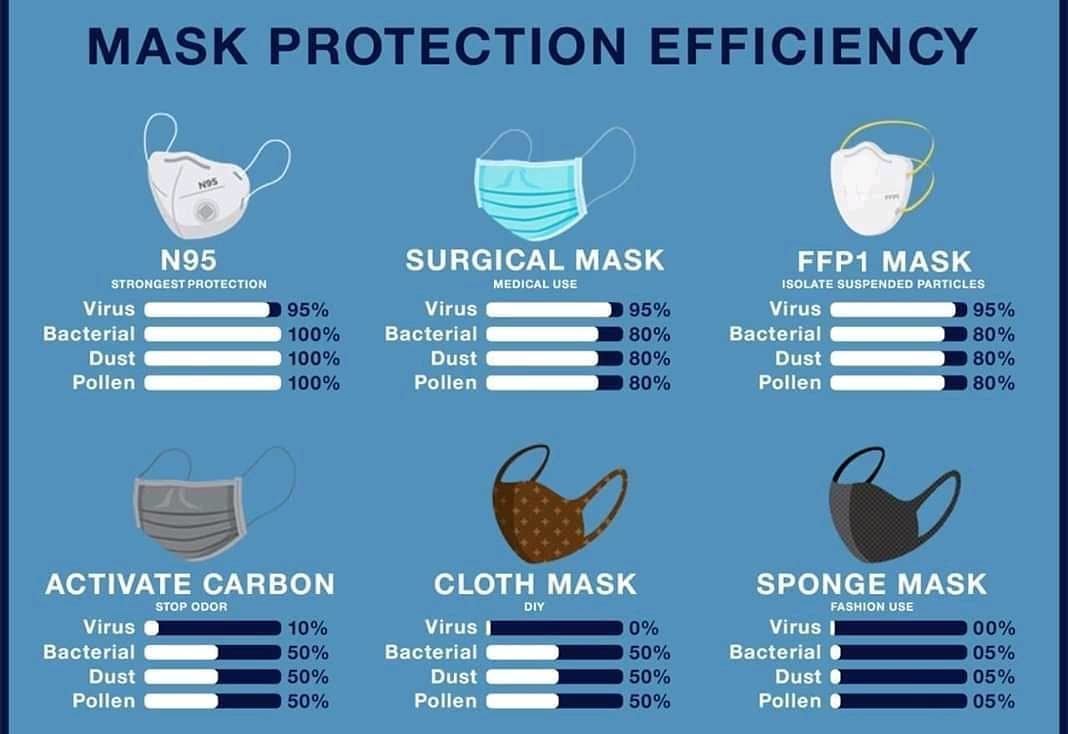 MASK PROTECTION EFFICIENCY
N95
FFP1
N95
STRONGEST PROTECTION
Virus 95%
Bacterial 100%
Dust 100%
Pollen 100%
SURGICAL MASK
MEDICAL USE
Virus 95%
Bacterial 80%
Dust 80%
Pollen 80%
FFP1 MASK
ISOLATE SUSPENDED PARTICLES
Virus 95%
Bacterial 80%
Dust 80%
Pollen 80%
ACTIVATE CARBON
STOP ODOR
Virus 10%
Bacterial 50%
Dust 50%
Pollen 50%
CLOTH MASK
DIY
Virus 0%
Bacterial 50%
Dust 50%
Pollen 50%
SPONGE MASK
FASHION USE
Virus 00%
Bacterial 05%
Dust 05%
Pollen 05%